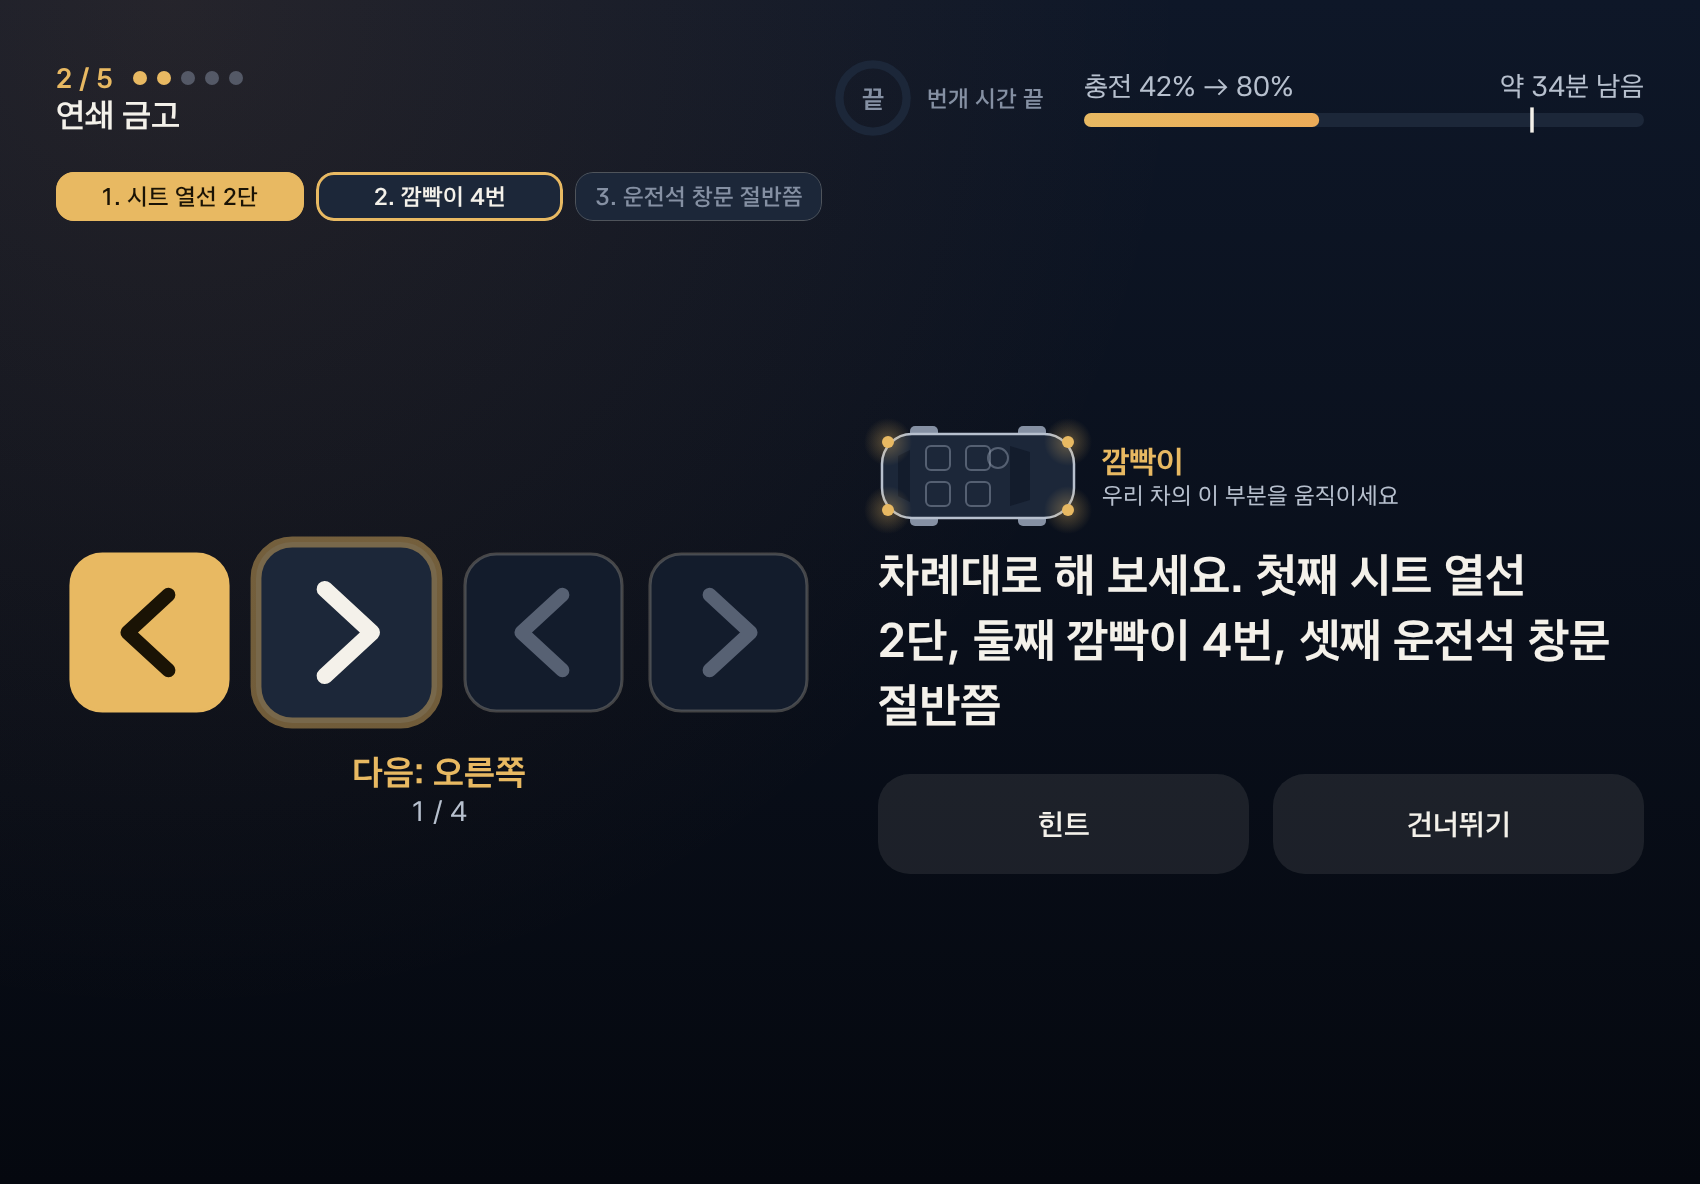 2 / 5
연쇄 금고
끝
번개 시간 끝
충전 42% → 80%
약 34분 남음
1. 시트 열선 2단
2. 깜빡이 4번
3. 운전석 창문 절반쯤
깜빡이
우리 차의 이 부분을 움직이세요
차례대로 해 보세요. 첫째 시트 열선
2단, 둘째 깜빡이 4번, 셋째 운전석 창문
절반쯤
다음: 오른쪽
1 / 4
힌트
건너뛰기